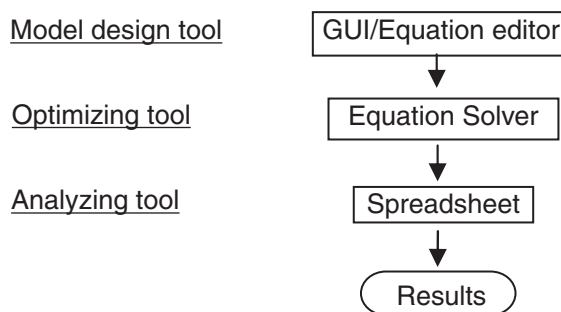 Model design tool GUI/Equation editor
Optimizing tool Equation Solver
Analyzing tool Spreadsheet
Results